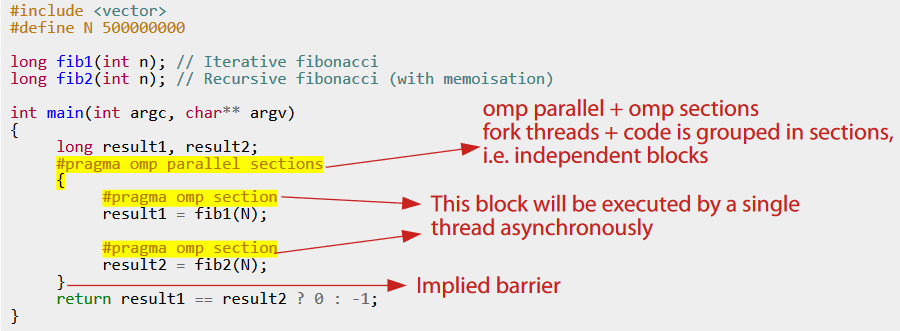 #include <vector>
#define N 500000000
long fib1(int n); // Iterative fibonacci
long fib2(int n); // Recursive fibonacci (with memoisation)
int main(int argc, char** argv)
{
long result1, result2;
#pragma omp parallel sections
{
#pragma omp section
result1 = fib1(N);
#pragma omp section
result2 = fib2(N);
}
return result1 == result2 ? 0 : -1;
}
omp parallel + omp sections
fork threads + code is grouped in sections,
i.e. independent blocks
This block will be executed by a single
thread asynchronously
Implied barrier